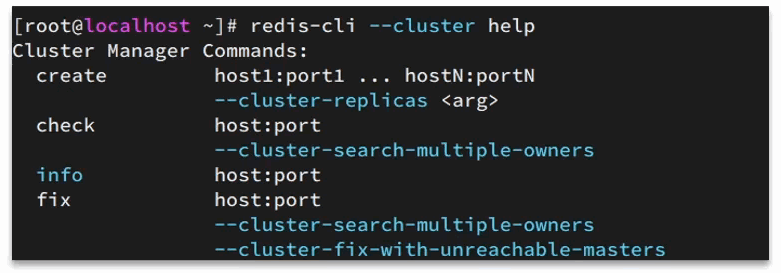 [root@localhost ~]# redis-cli --cluster help
Cluster Manager Commands:
  create         host1:port1 ... hostN:portN
                 --cluster-replicas <arg>
  check          host:port
                 --cluster-search-multiple-owners
  info           host:port
  fix            host:port
                 --cluster-search-multiple-owners
                 --cluster-fix-with-unreachable-masters